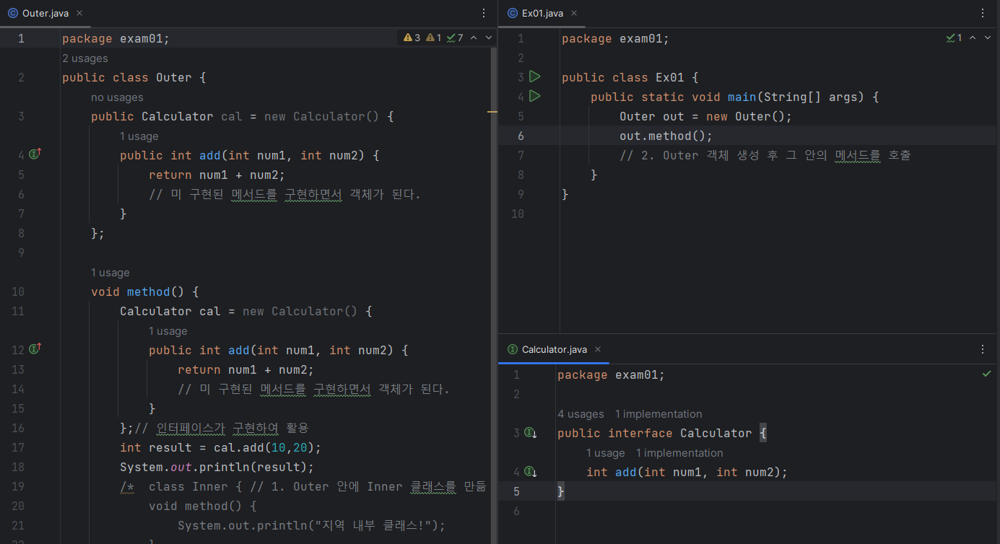 Outer.java
1 package exam01;
3 1 7
2 usages
2 public class Outer {
no usages
3 public Calculator cal = new Calculator() {
1 usage
4 public int add(int num1, int num2) {
5 return num1 + num2;
6 // 미 구현된 메서드를 구현하면서 객체가 된다.
7 }
8 };
9
1 usage
10 void method() {
11 Calculator cal = new Calculator() {
1 usage
12 public int add(int num1, int num2) {
13 return num1 + num2;
14 // 미 구현된 메서드를 구현하면서 객체가 된다.
15 }
16 };// 인터페이스가 구현하여 활용
17 int result = cal.add(10,20);
18 System.out.println(result);
19 /* class Inner { // 1. Outer 안에 Inner 클래스를 만듦
20 void method() {
21 System.out.println("지역 내부 클래스!");
Ex01.java
1 package exam01;
1
2
3 public class Ex01 {
4 public static void main(String[] args) {
5 Outer out = new Outer();
6 out.method();
7 // 2. Outer 객체 생성 후 그 안의 메서드를 호출
8 }
9 }
10
Calculator.java
1 package exam01;
2
4 usages 1 implementation
3 public interface Calculator {
1 usage 1 implementation
4 int add(int num1, int num2);
5 }
6